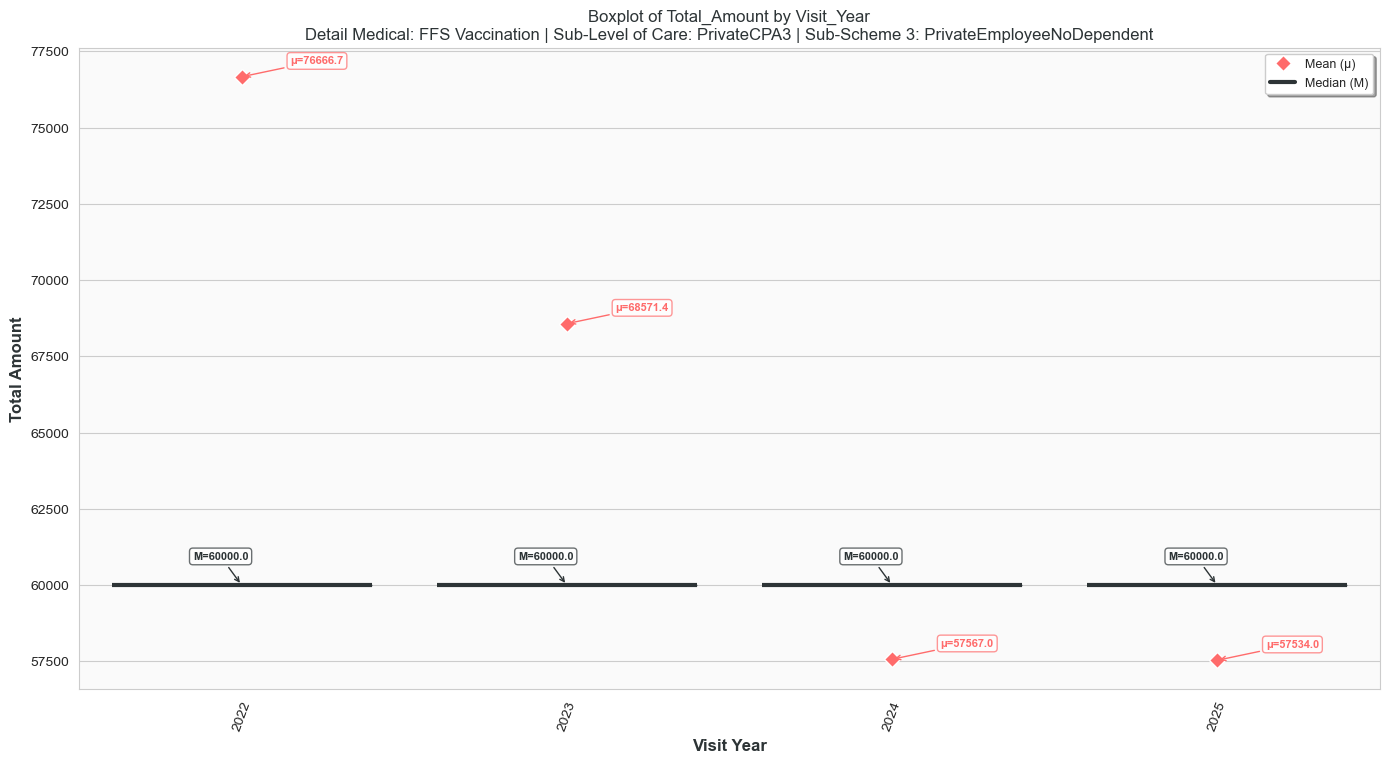 Boxplot of Total_Amount by Visit_Year
Detail Medical: FFS Vaccination | Sub-Level of Care: PrivateCPA3 | Sub-Scheme 3: PrivateEmployeeNoDependent
Mean (μ)
Median (M)
Total Amount
77500
75000
72500
70000
67500
65000
62500
60000
57500
μ=76666.7
μ=68571.4
M=60000.0
M=60000.0
M=60000.0
M=60000.0
μ=57567.0
μ=57534.0
2022
2023
2024
2025
Visit Year